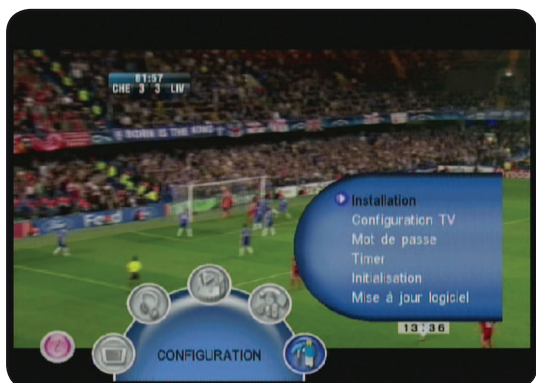 81:57
CHE 3 3 LIV
Ford
Installation
Configuration TV
Mot de passe
Timer
Initialisation
Mise à jour logiciel
13:36
CONFIGURATION